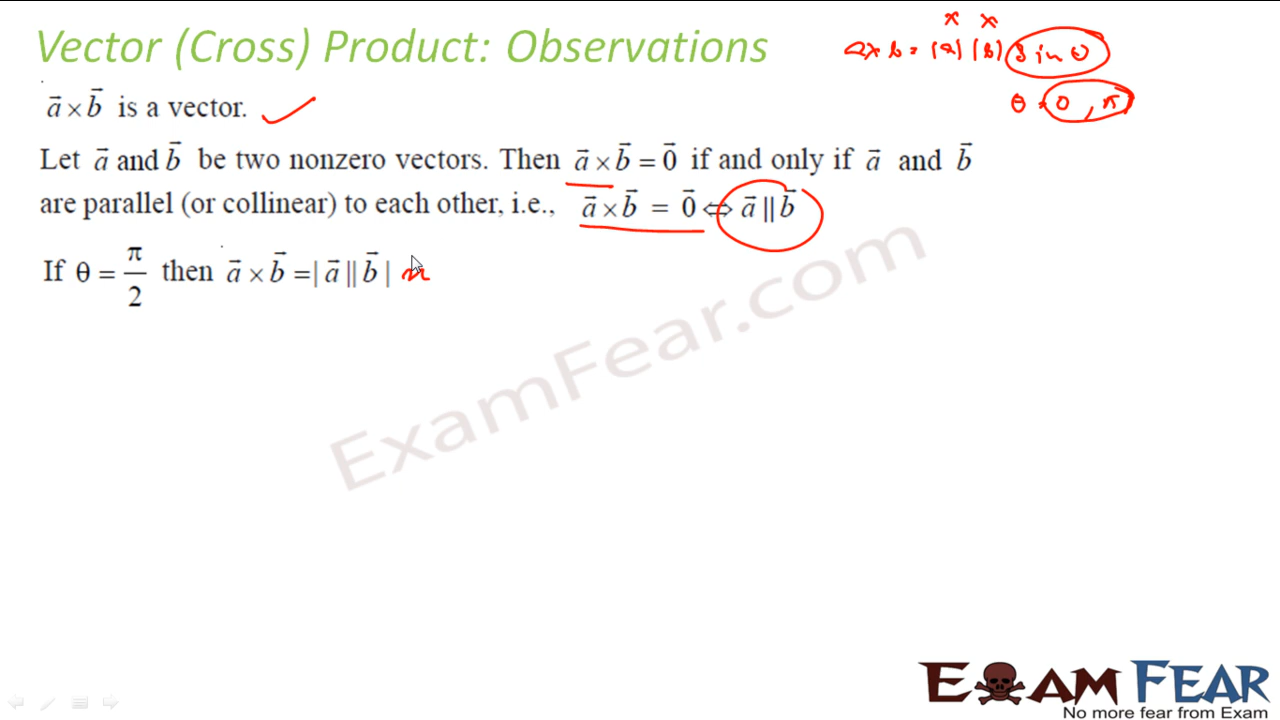 Vector (Cross) Product: Observations
a×b = |a| |b| Sin θ
θ = 0, π
a⃗ × b⃗ is a vector.
Let a⃗ and b⃗ be two nonzero vectors. Then a⃗ × b⃗ = 0⃗ if and only if a⃗ and b⃗
are parallel (or collinear) to each other, i.e., a⃗ × b⃗ = 0⃗ ⇔ a⃗ || b⃗
If θ = π/2 then a⃗ × b⃗ = | a⃗ || b⃗ |
ExamFear.com
EXAM FEAR
No more fear from Exam